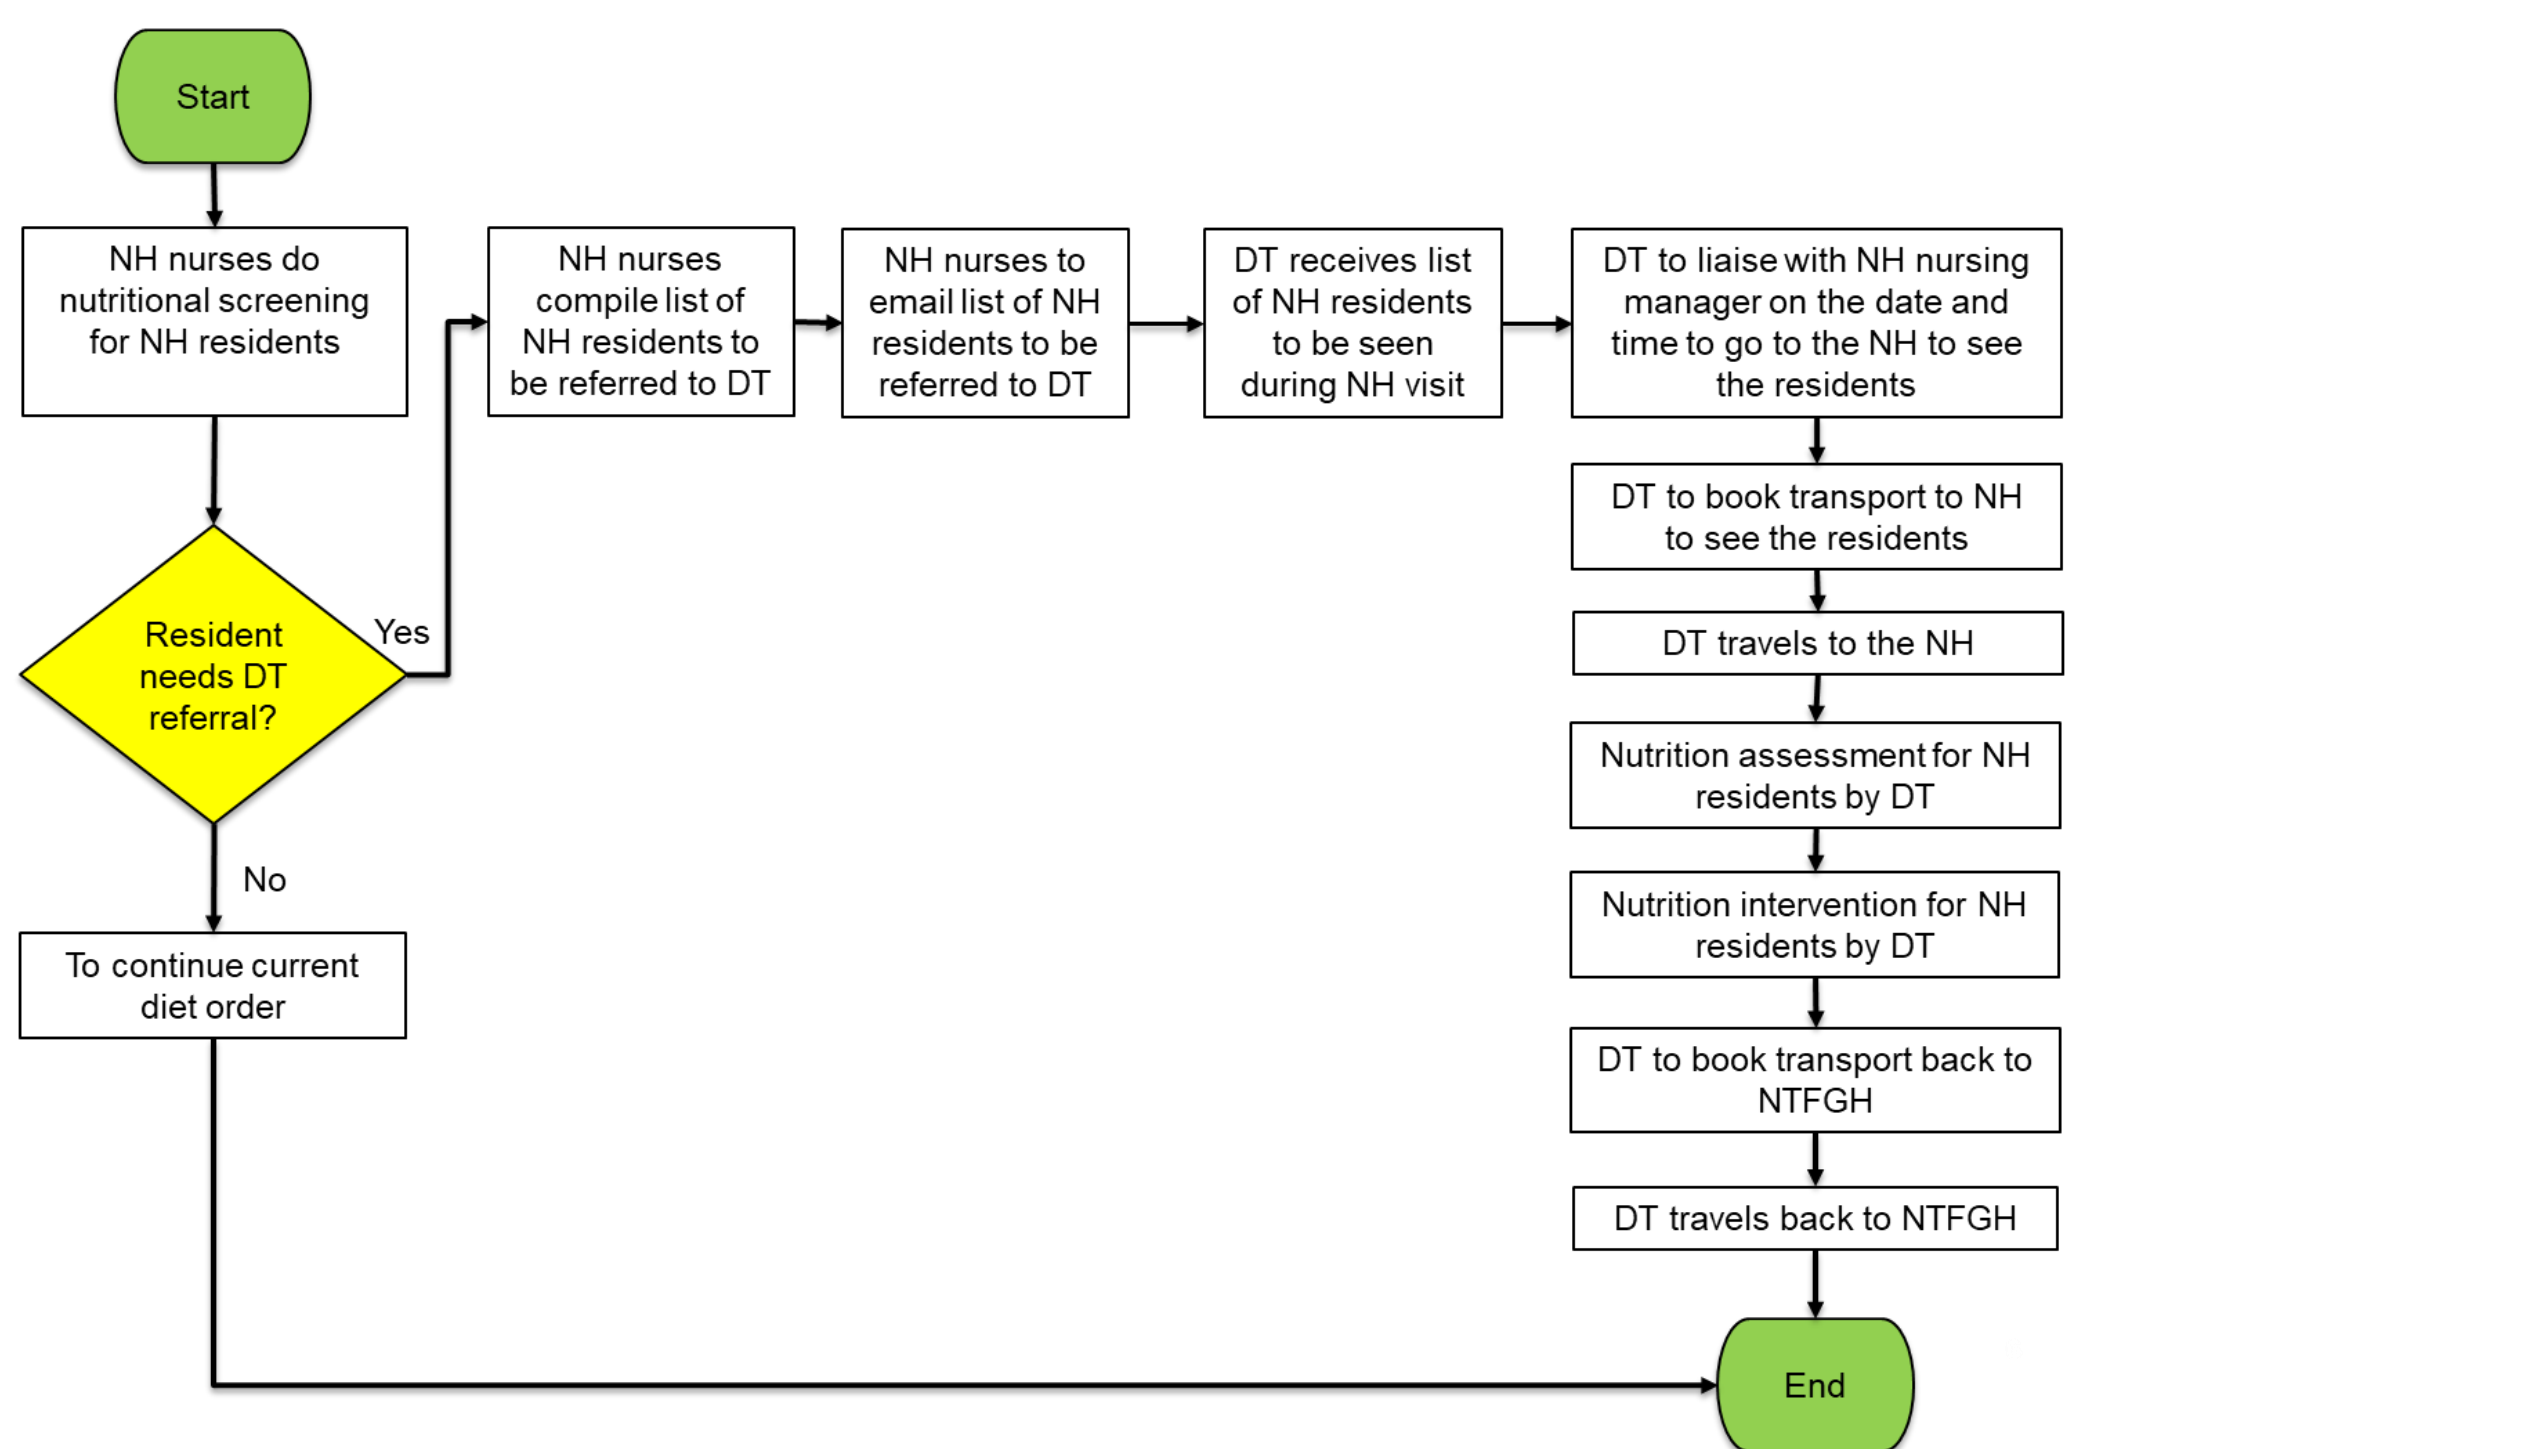 Start
NH nurses do
nutritional screening
for NH residents
Resident
needs DT
referral?
Yes
No
To continue current
diet order
NH nurses
compile list of
NH residents to
be referred to DT
NH nurses to
email list of NH
residents to be
referred to DT
DT receives list
of NH residents
to be seen
during NH visit
DT to liaise with NH nursing
manager on the date and
time to go to the NH to see
the residents
DT to book transport to NH
to see the residents
DT travels to the NH
Nutrition assessment for NH
residents by DT
Nutrition intervention for NH
residents by DT
DT to book transport back to
NTFGH
DT travels back to NTFGH
End